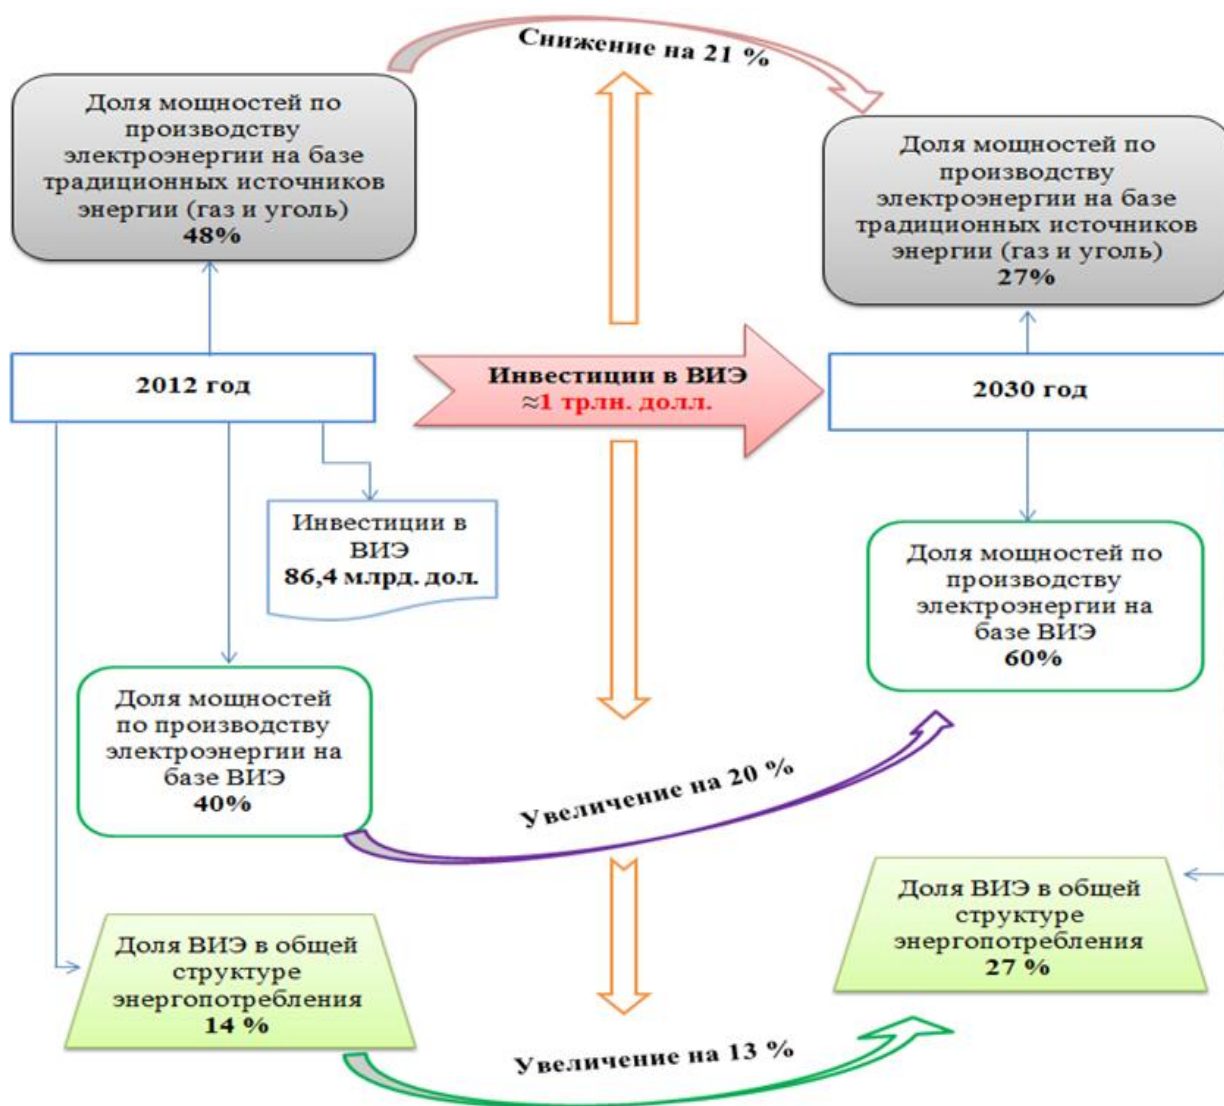 Снижение на 21 %
Доля мощностей по
производству
электроэнергии на базе
традиционных источников
энергии (газ и уголь)
48%
Доля мощностей по
производству
электроэнергии на базе
традиционных источников
энергии (газ и уголь)
27%
2012 год
Инвестиции в ВИЭ
≈1 трлн. долл.
2030 год
Инвестиции в
ВИЭ
86,4 млрд. дол.
Доля мощностей по
производству
электроэнергии на
базе ВИЭ
60%
Доля мощностей
по производству
электроэнергии на
базе ВИЭ
40%
Увеличение на 20 %
Доля ВИЭ в общей
структуре
энергопотребления
27 %
Доля ВИЭ в общей
структуре
энергопотребления
14 %
Увеличение на 13 %